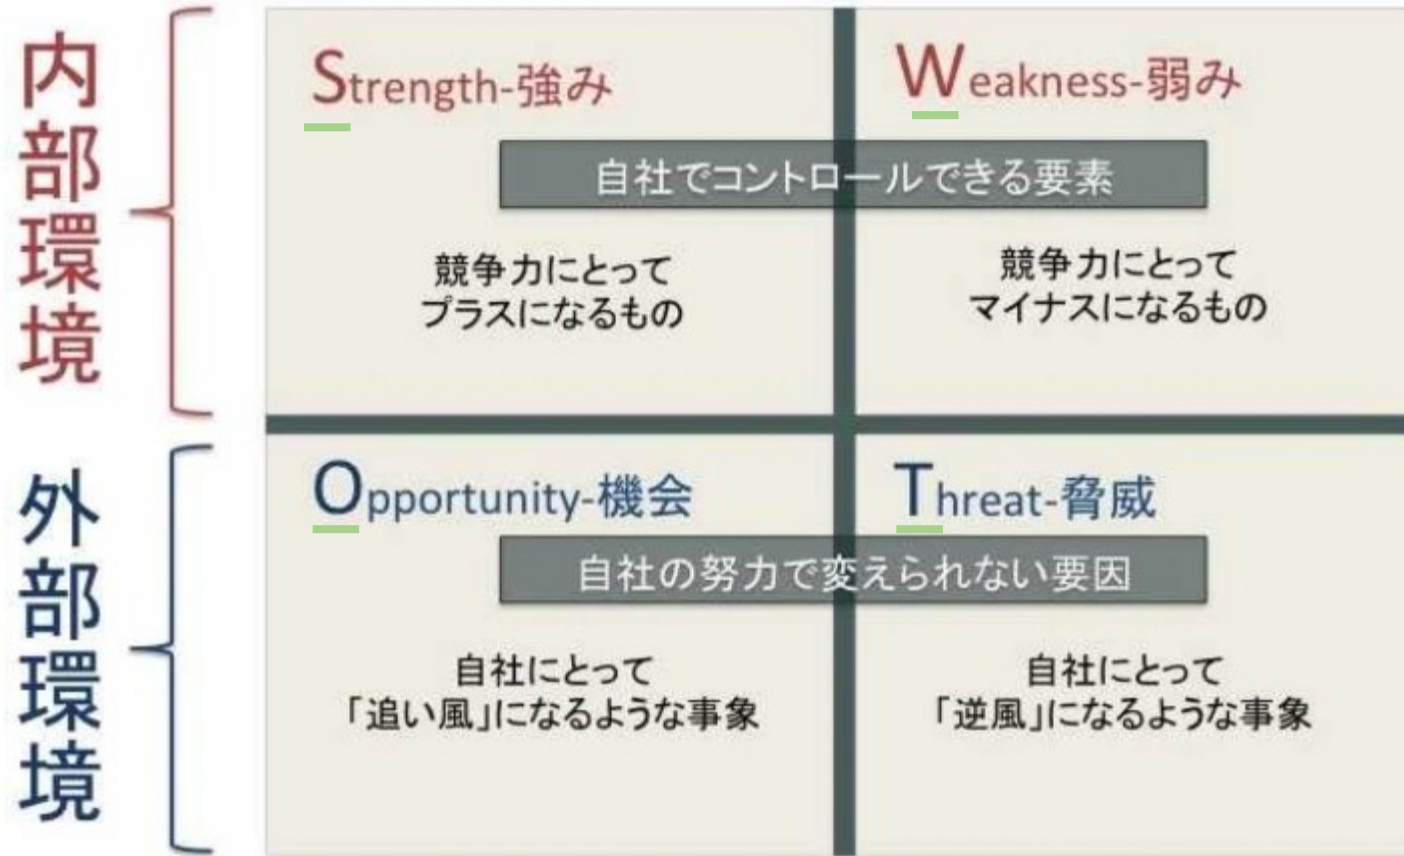 内部環境
Strength-強み
Weakness-弱み
自社でコントロールできる要素
競争力にとって
プラスになるもの
競争力にとって
マイナスになるもの
外部環境
Opportunity-機会
Threat-脅威
自社の努力で変えられない要因
自社にとって
「追い風」になるような事象
自社にとって
「逆風」になるような事象